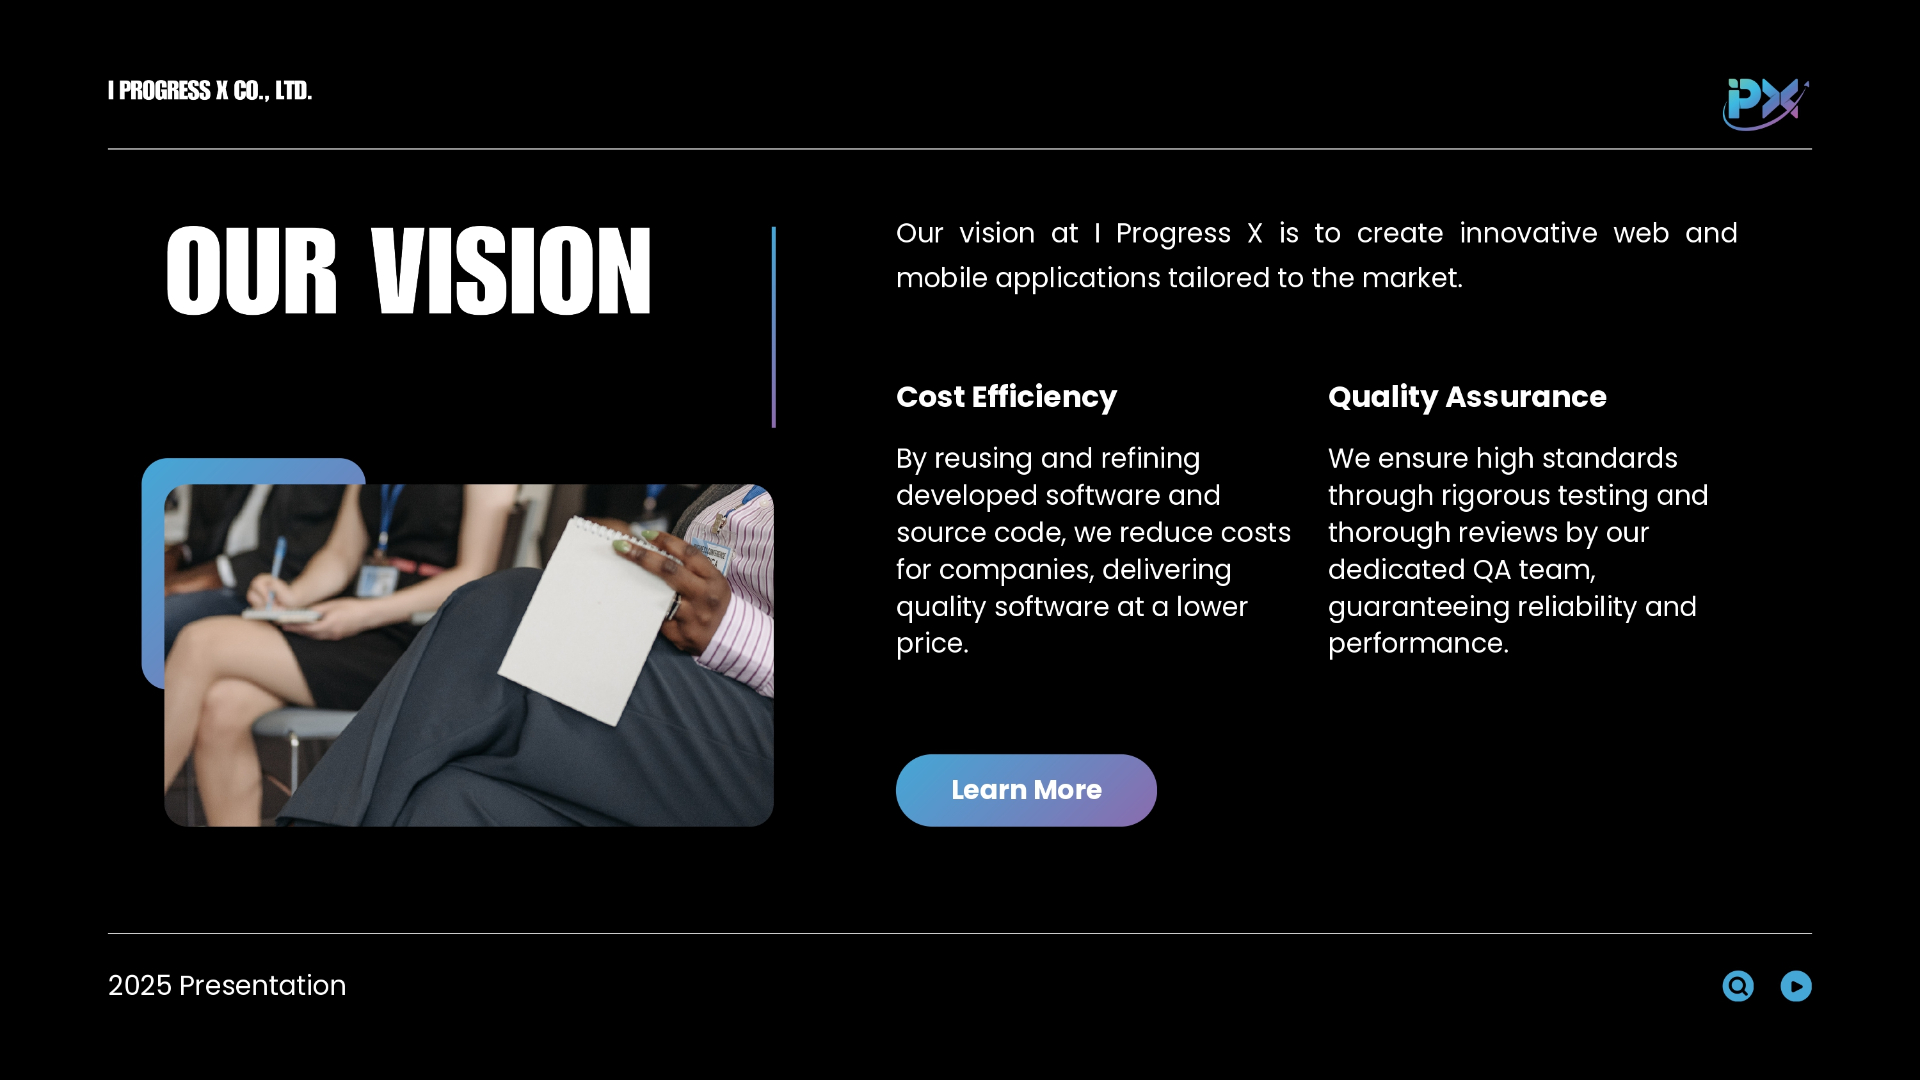 I PROGRESS X CO., LTD.
iPX
OUR VISION
Our vision at I Progress X is to create innovative web and
mobile applications tailored to the market.
Cost Efficiency
By reusing and refining
developed software and
source code, we reduce costs
for companies, delivering
quality software at a lower
price.
Quality Assurance
We ensure high standards
through rigorous testing and
thorough reviews by our
dedicated QA team,
guaranteeing reliability and
performance.
Learn More
2025 Presentation